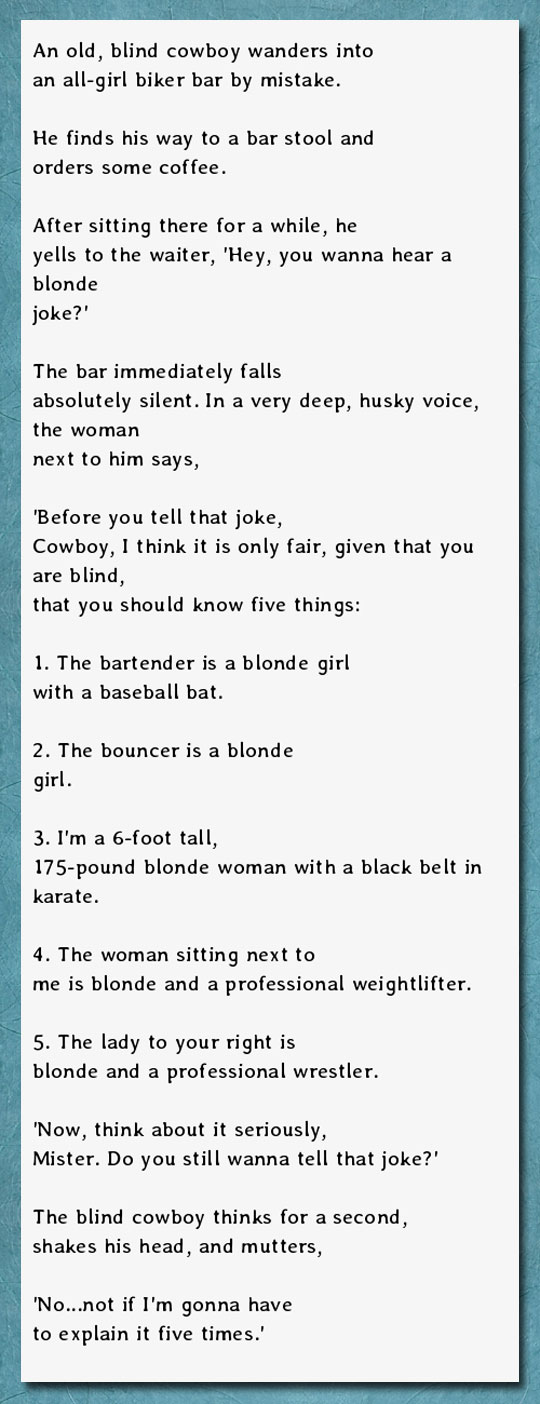 An old, blind cowboy wanders into
an all-girl biker bar by mistake.
He finds his way to a bar stool and
orders some coffee.
After sitting there for a while, he
yells to the waiter, 'Hey, you wanna hear a
blonde
joke?'
The bar immediately falls
absolutely silent. In a very deep, husky voice,
the woman
next to him says,
'Before you tell that joke,
Cowboy, I think it is only fair, given that you
are blind,
that you should know five things:
1. The bartender is a blonde girl
with a baseball bat.
2. The bouncer is a blonde
girl.
3. I'm a 6-foot tall,
175-pound blonde woman with a black belt in
karate.
4. The woman sitting next to
me is blonde and a professional weightlifter.
5. The lady to your right is
blonde and a professional wrestler.
'Now, think about it seriously,
Mister. Do you still wanna tell that joke?'
The blind cowboy thinks for a second,
shakes his head, and mutters,
'No...not if I'm gonna have
to explain it five times.'